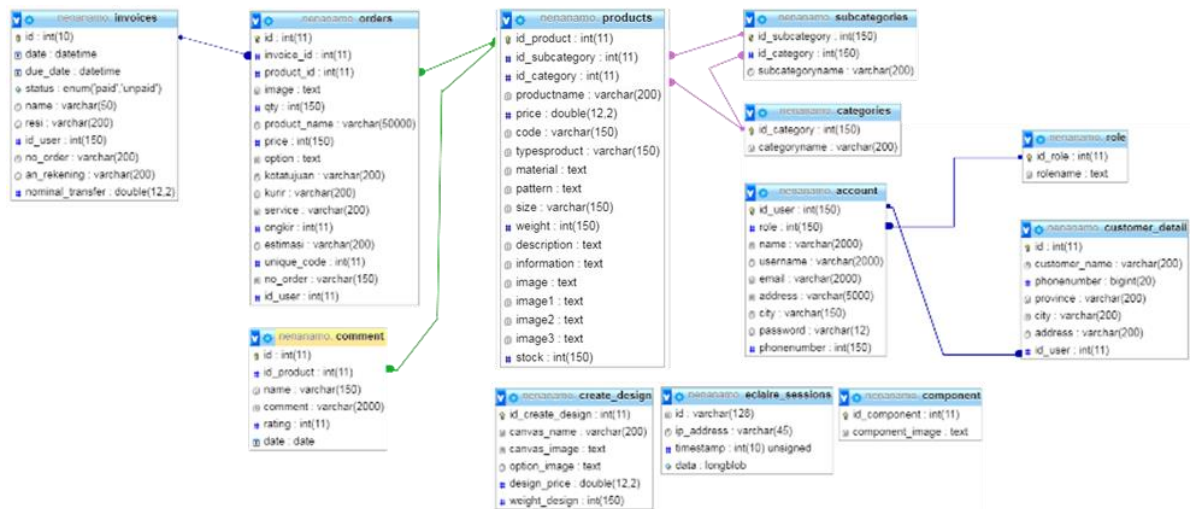 nenanamo. invoices
id : int(10)
date : datetime
due_date : datetime
status : enum('paid','unpaid')
name : varchar(50)
resi : varchar(200)
id_user : int(150)
no_order : varchar(200)
an_rekening : varchar(200)
nominal_transfer : double(12,2)
nenanamo. orders
id : int(11)
invoice_id : int(11)
product_id : int(11)
image : text
qty : int(150)
product_name : varchar(50000)
price : int(150)
option : text
kotatujuan : varchar(200)
kurir : varchar(200)
service : varchar(200)
ongkir : int(11)
estimasi : varchar(200)
unique_code : int(11)
no_order : varchar(150)
id_user : int(11)
nenanamo. comment
id : int(11)
id_product : int(11)
name : varchar(150)
comment : varchar(2000)
rating : int(11)
date : date
nenanamo. products
id_product : int(11)
id_subcategory : int(11)
id_category : int(11)
productname : varchar(200)
price : double(12,2)
code : varchar(150)
typesproduct : varchar(150)
material : text
pattern : text
size : varchar(150)
weight : int(150)
description : text
information : text
image : text
image1 : text
image2 : text
image3 : text
stock : int(150)
nenanamo. subcategories
id_subcategory : int(150)
id_category : int(150)
subcategoryname : varchar(200)
nenanamo. categories
id_category : int(150)
categoryname : varchar(200)
nenanamo. account
id_user : int(150)
role : int(150)
name : varchar(2000)
username : varchar(2000)
email : varchar(2000)
address : varchar(5000)
city : varchar(150)
password : varchar(12)
phonenumber : int(150)
nenanamo. role
id_role : int(11)
rolename : text
nenanamo. customer_detail
id : int(11)
customer_name : varchar(200)
phonenumber : bigint(20)
province : varchar(200)
city : varchar(200)
address : varchar(200)
id_user : int(11)
nenanamo. create_design
id_create_design : int(11)
canvas_name : varchar(200)
canvas_image : text
option_image : text
design_price : double(12,2)
weight_design : int(150)
nenanamo. eclaire_sessions
id : varchar(128)
ip_address : varchar(45)
timestamp : int(10) unsigned
data : longblob
nenanamo. component
id_component : int(11)
component_image : text